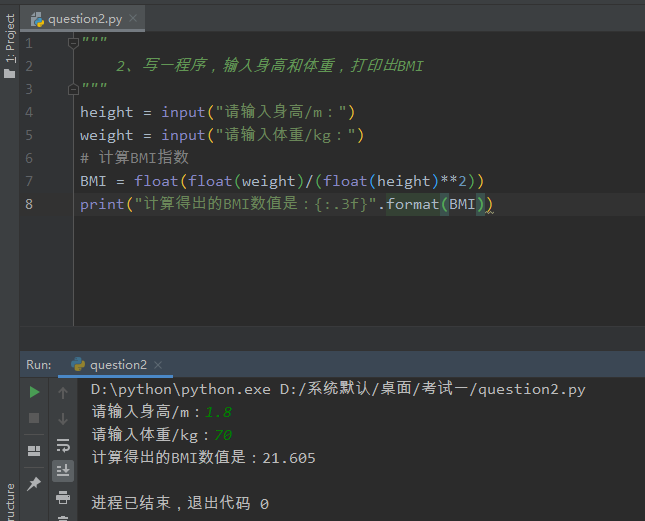 question2.py
1: Project
1 """
2 2、写一程序，输入身高和体重，打印出BMI
3 """
4 height = input("请输入身高/m：")
5 weight = input("请输入体重/kg：")
6 # 计算BMI指数
7 BMI = float(float(weight)/(float(height)**2))
8 print("计算得出的BMI数值是：{:.3f}".format(BMI))
Run: question2
D:\python\python.exe D:/系统默认/桌面/考试一/question2.py
请输入身高/m：1.8
请输入体重/kg：70
计算得出的BMI数值是：21.605
进程已结束，退出代码 0
ructure